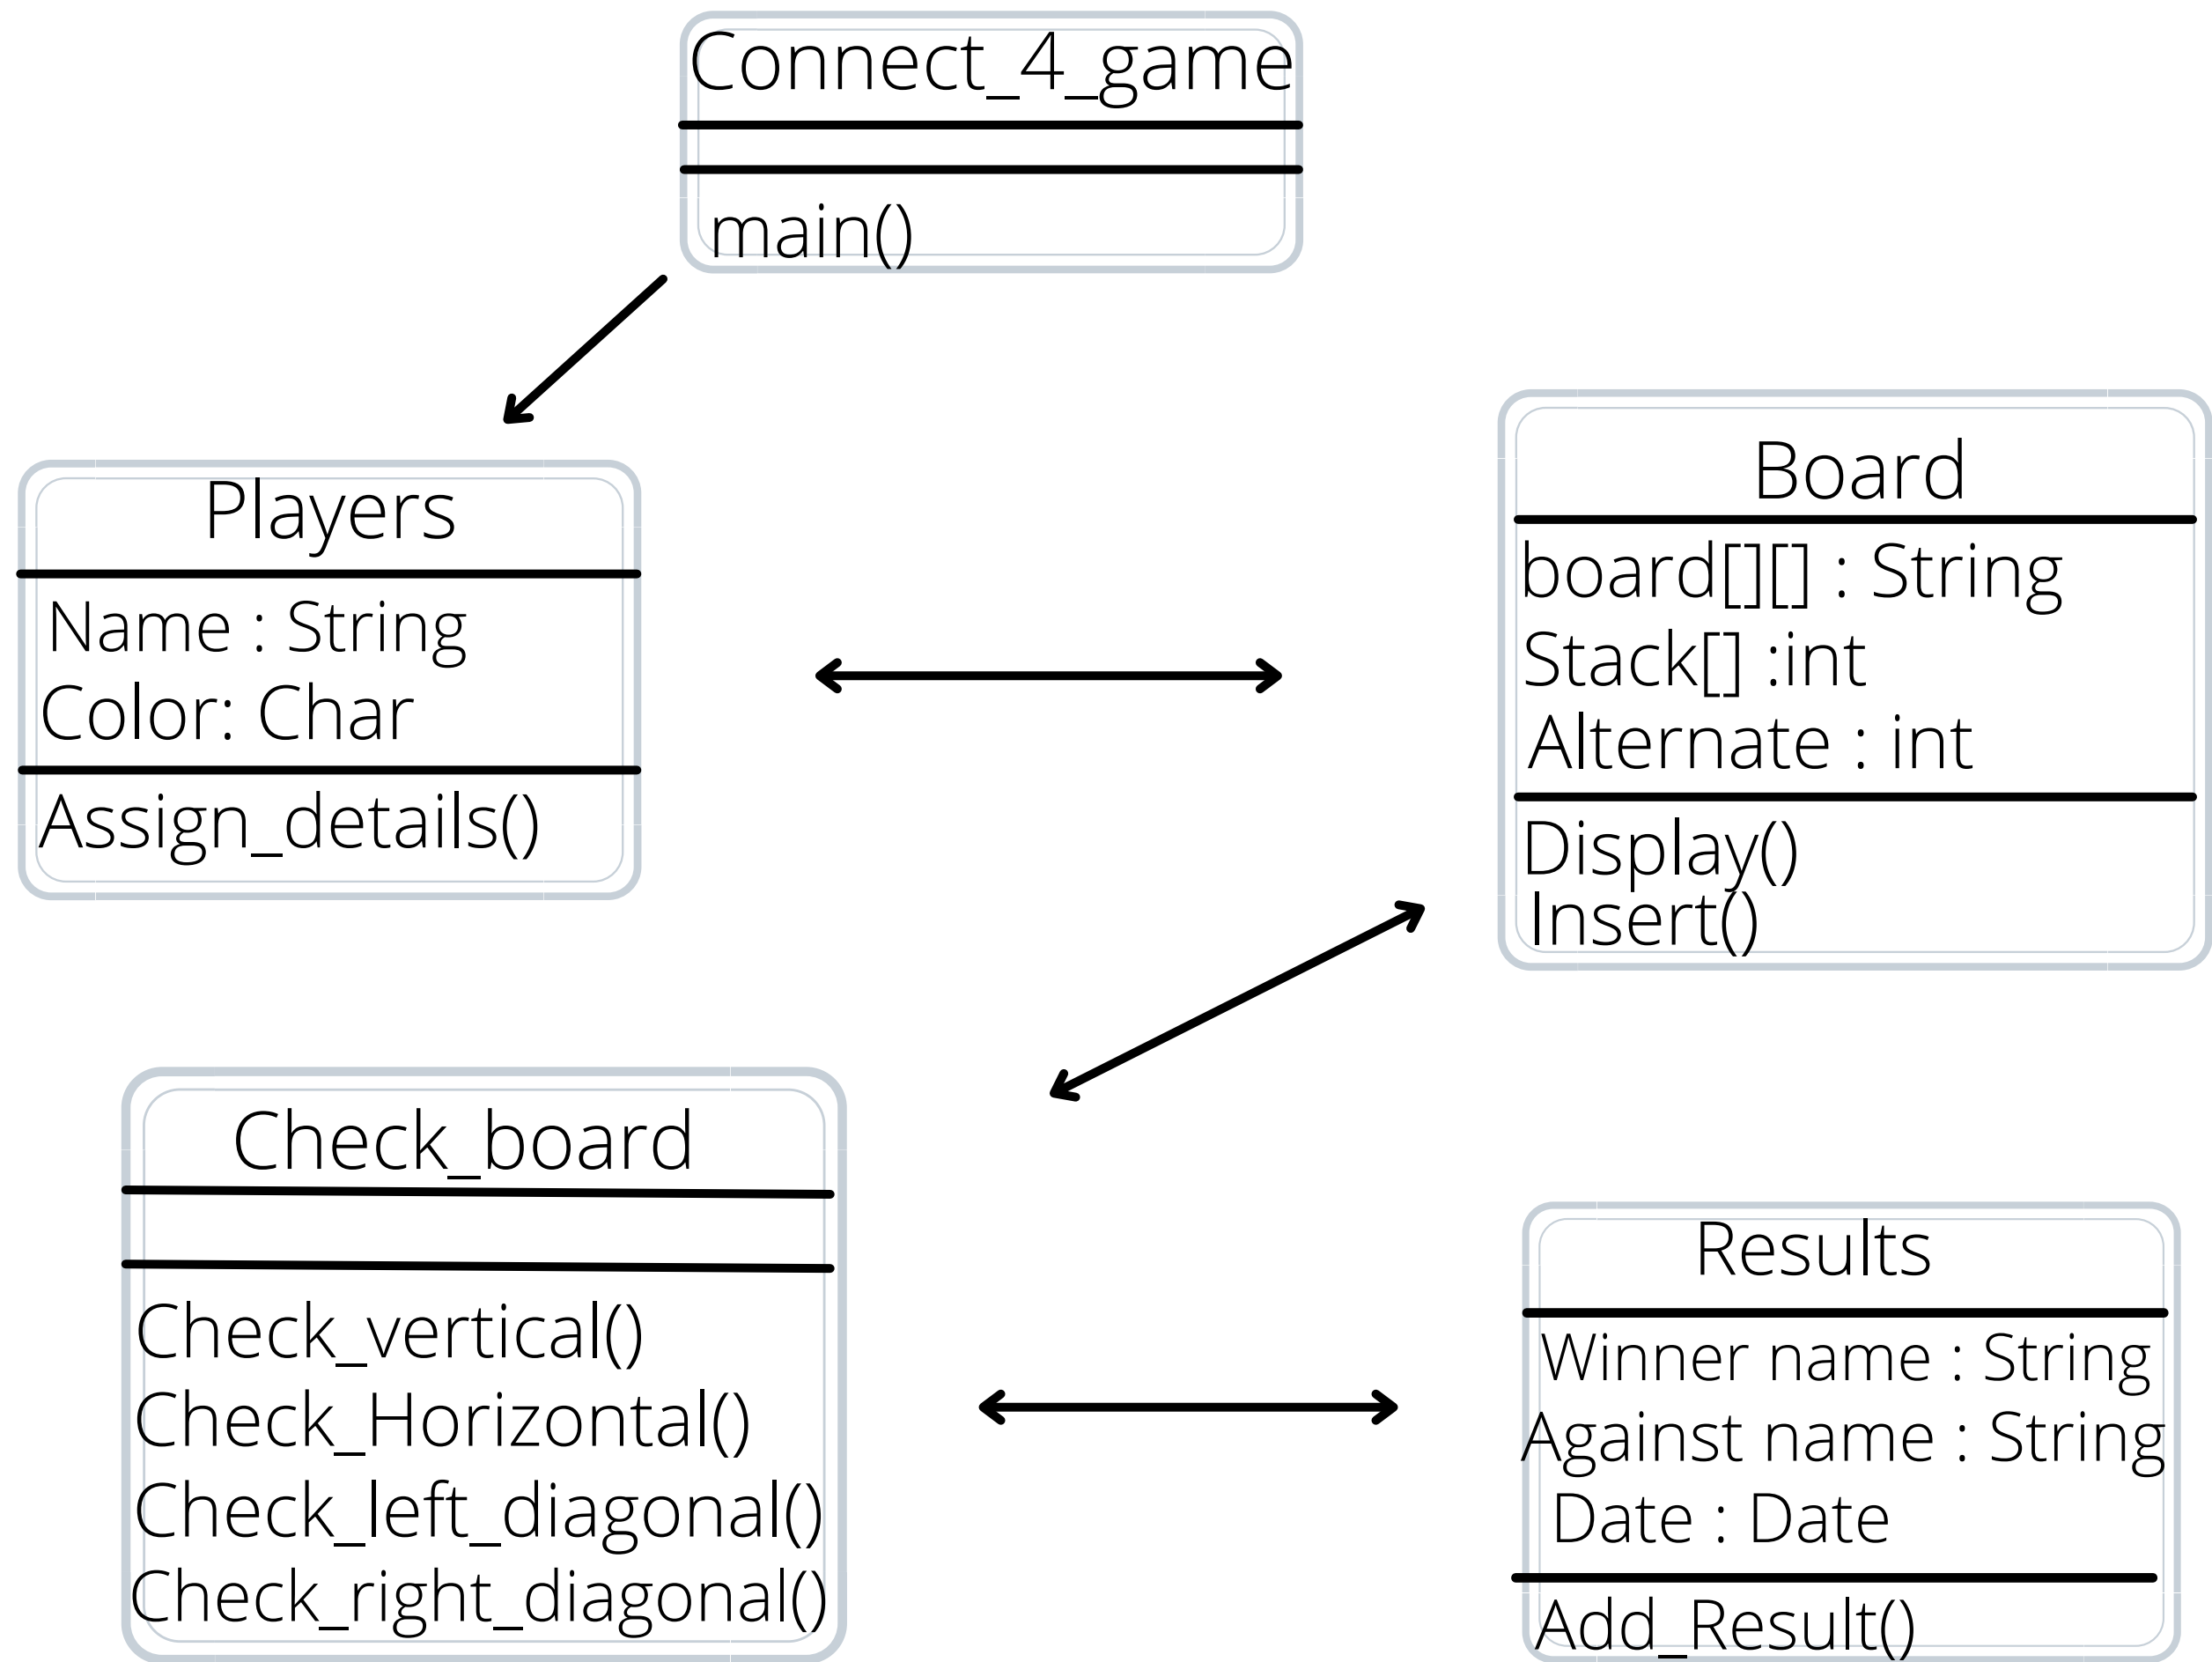 Connect_4_game
main()
Players
Name : String
Color: Char
Assign_details()
Board
board[][] : String
Stack[] :int
Alternate : int
Display()
Insert()
Check_board
Check_vertical()
Check_Horizontal()
Check_left_diagonal()
Check_right_diagonal()
Results
Winner name : String
Against name : String
Date : Date
Add_Result()